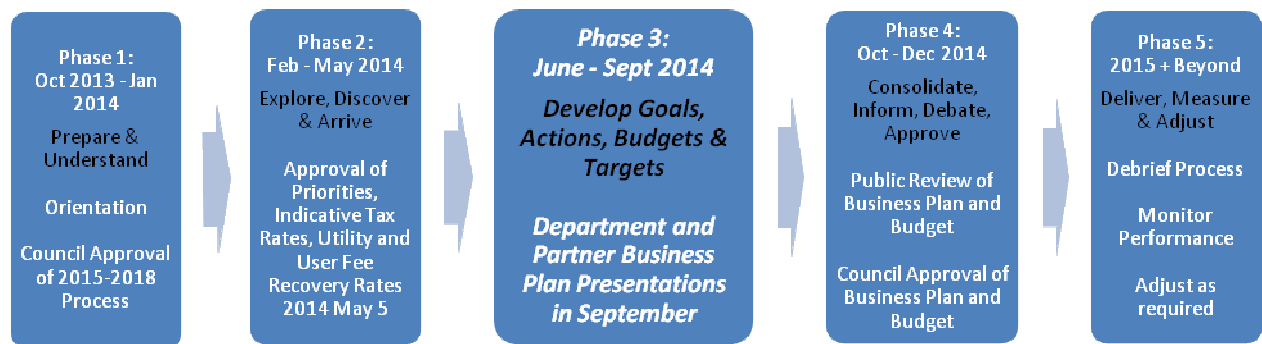 Phase 1:
Oct 2013 - Jan
2014
Prepare &
Understand
Orientation
Council Approval
of 2015-2018
Process
Phase 2:
Feb - May 2014
Explore, Discover
& Arrive
Approval of
Priorities,
Indicative Tax
Rates, Utility and
User Fee
Recovery Rates
2014 May 5
Phase 3:
June - Sept 2014
Develop Goals,
Actions, Budgets &
Targets
Department and
Partner Business
Plan Presentations
in September
Phase 4:
Oct - Dec 2014
Consolidate,
Inform, Debate,
Approve
Public Review of
Business Plan and
Budget
Council Approval of
Business Plan and
Budget
Phase 5:
2015 + Beyond
Deliver, Measure
& Adjust
Debrief Process
Monitor
Performance
Adjust as
required